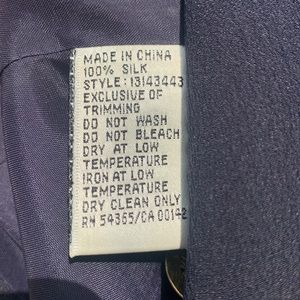 MADE IN CHINA
100% SILK
STYLE: 13143443
EXCLUSIVE OF
TRIMMING
DO NOT WASH
DO NOT BLEACH
DRY AT LOW
TEMPERATURE
IRON AT LOW
TEMPERATURE
DRY CLEAN ONLY
RN 54365/CA 00142